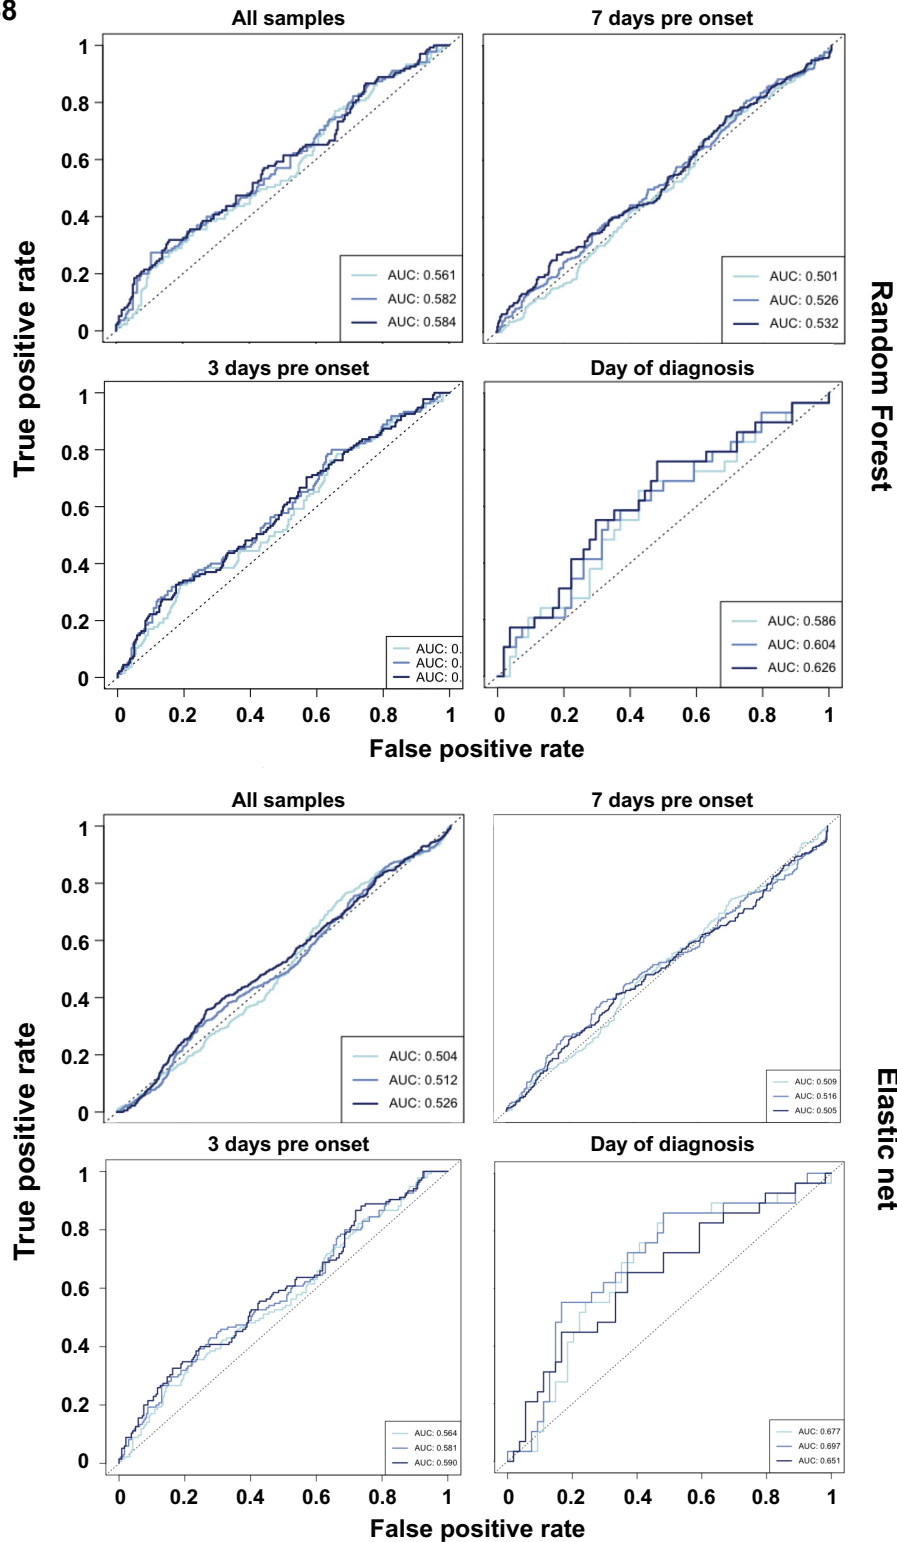 8
All samples
7 days pre onset
1
0.8
0.6
0.4
0.2
0
AUC: 0.561
AUC: 0.582
AUC: 0.584
AUC: 0.501
AUC: 0.526
AUC: 0.532
True positive rate
Random Forest
3 days pre onset
Day of diagnosis
1
0.8
0.6
0.4
0.2
0
AUC: 0.
AUC: 0.
AUC: 0.
AUC: 0.586
AUC: 0.604
AUC: 0.626
0 0.2 0.4 0.6 0.8 1
0 0.2 0.4 0.6 0.8 1
False positive rate
All samples
7 days pre onset
1
0.8
0.6
0.4
0.2
0
AUC: 0.504
AUC: 0.512
AUC: 0.526
AUC: 0.509
AUC: 0.516
AUC: 0.505
True positive rate
Elastic net
3 days pre onset
Day of diagnosis
1
0.8
0.6
0.4
0.2
0
AUC: 0.564
AUC: 0.581
AUC: 0.590
AUC: 0.677
AUC: 0.697
AUC: 0.651
0 0.2 0.4 0.6 0.8 1
0 0.2 0.4 0.6 0.8 1
False positive rate